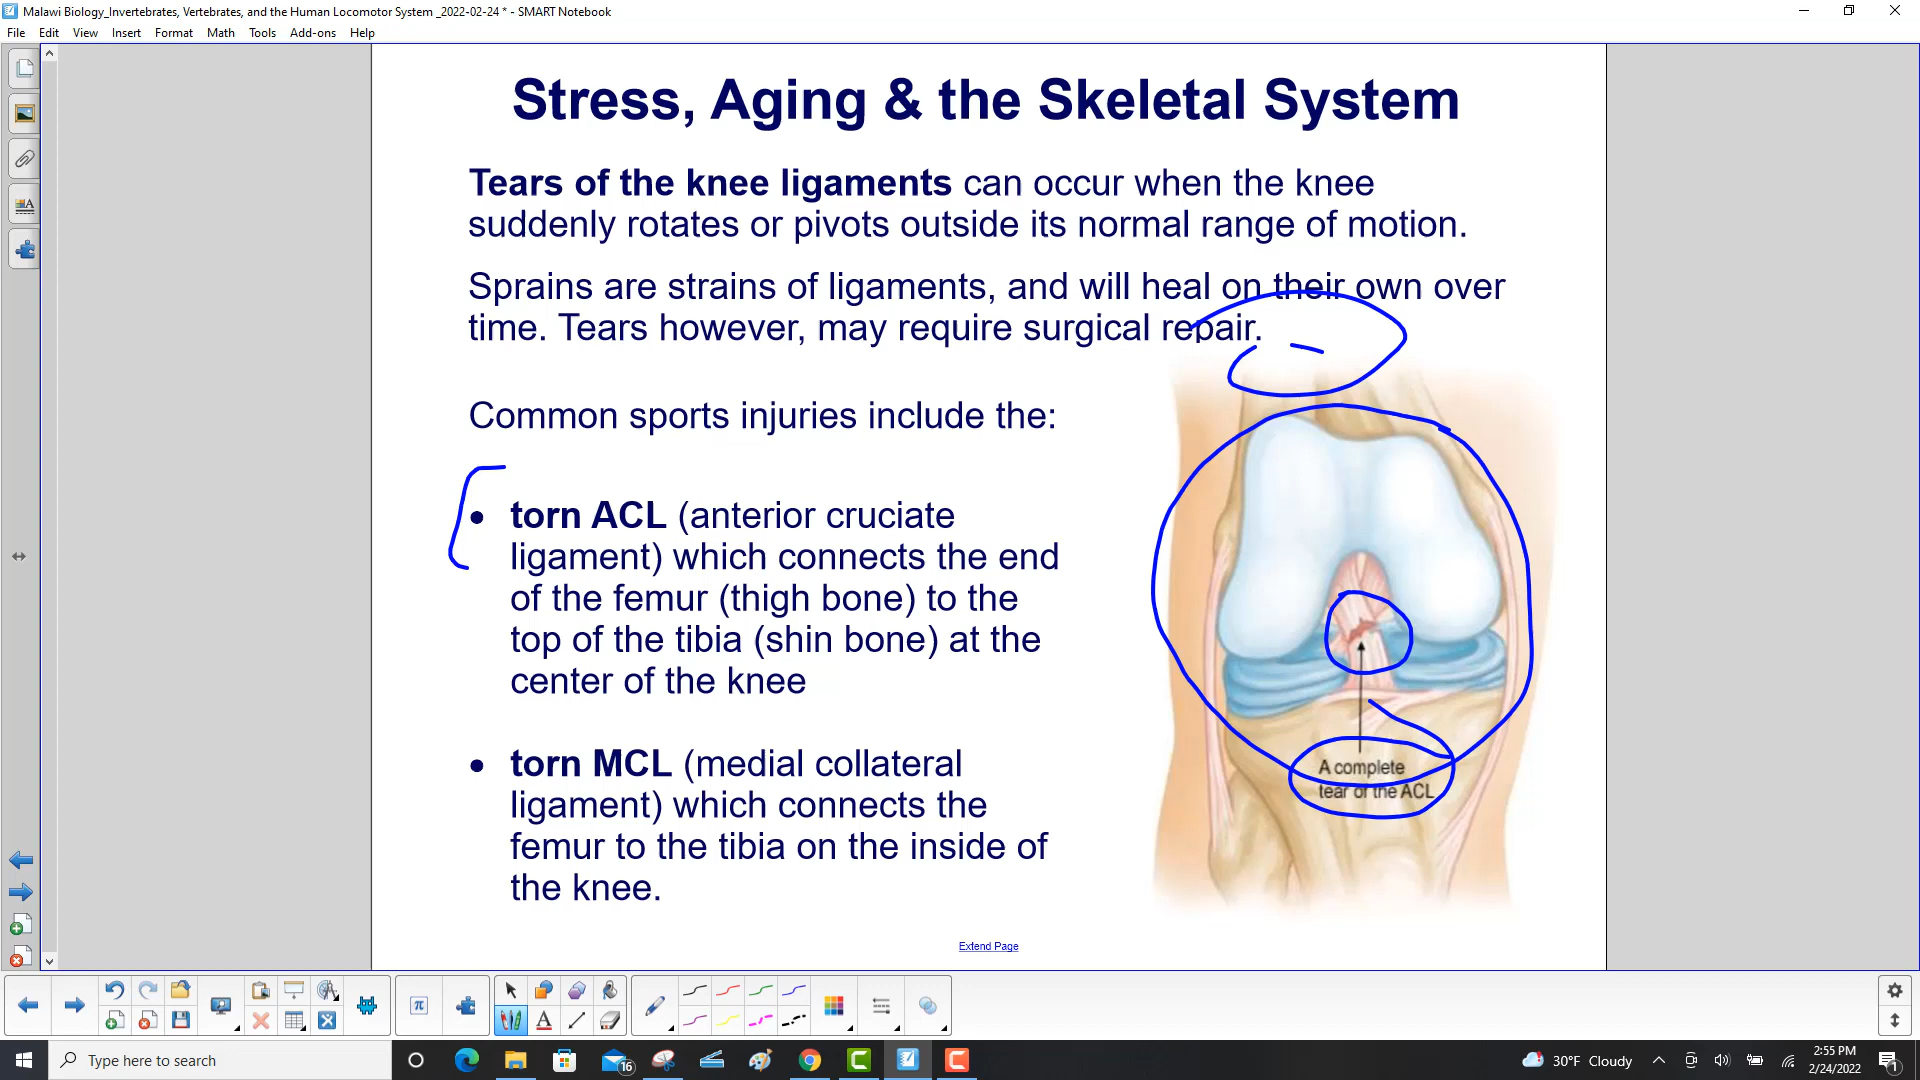 Malawi Biology_Invertebrates, Vertebrates, and the Human Locomotor System _2022-02-24 * - SMART Notebook
File Edit View Insert Format Math Tools Add-ons Help
Stress, Aging & the Skeletal System
Tears of the knee ligaments can occur when the knee
suddenly rotates or pivots outside its normal range of motion.
Sprains are strains of ligaments, and will heal on their own over
time. Tears however, may require surgical repair.
Common sports injuries include the:
• torn ACL (anterior cruciate
ligament) which connects the end
of the femur (thigh bone) to the
top of the tibia (shin bone) at the
center of the knee
• torn MCL (medial collateral
ligament) which connects the
femur to the tibia on the inside of
the knee.
A complete
tear of the ACL
Extend Page
Type here to search
16
30°F Cloudy
2:55 PM
2/24/2022
1